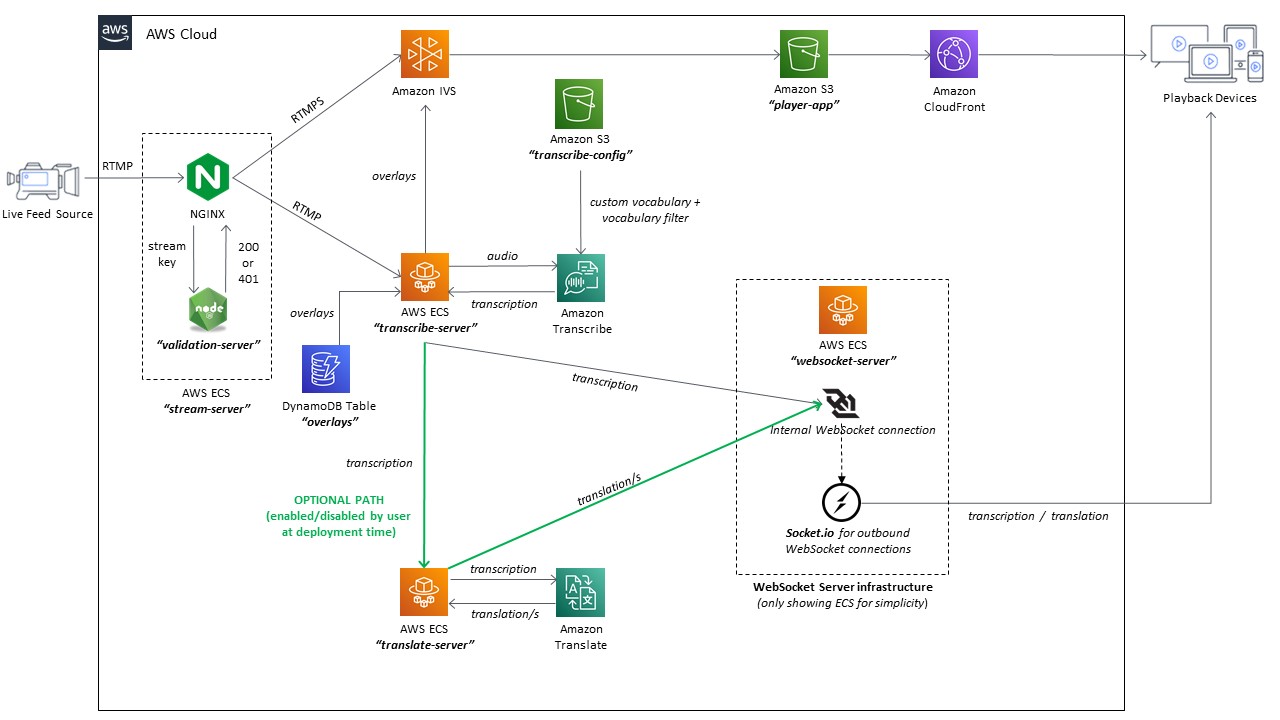 aws
AWS Cloud
Amazon IVS
Amazon S3
“player-app”
Amazon
CloudFront
Playback Devices
RTMPS
Amazon S3
“transcribe-config”
RTMP
Live Feed Source
N
NGINX
RTMP
overlays
custom vocabulary +
vocabulary filter
stream
key
200
or
401
node
“validation-server”
AWS ECS
“stream-server”
audio
transcription
AWS ECS
“transcribe-server”
Amazon
Transcribe
overlays
DynamoDB Table
“overlays”
AWS ECS
“websocket-server”
transcription
Internal WebSocket connection
transcription
OPTIONAL PATH
(enabled/disabled by user
at deployment time)
translation/s
Socket.io for outbound
WebSocket connections
transcription / translation
WebSocket Server infrastructure
(only showing ECS for simplicity)
transcription
translation/s
AWS ECS
“translate-server”
A
文
Amazon
Translate